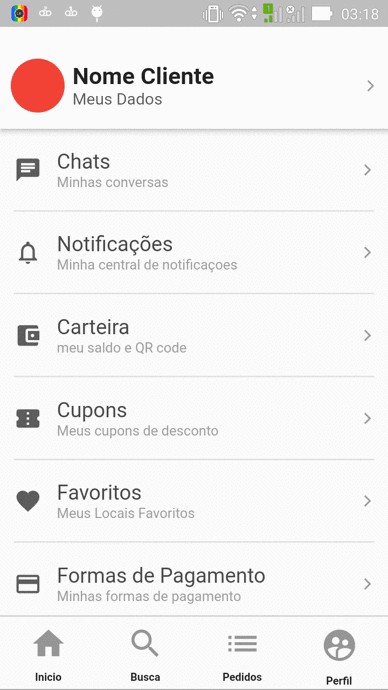 03:18
Nome Cliente
Meus Dados
Chats
Minhas conversas
Notificações
Minha central de notificaçoes
Carteira
meu saldo e QR code
Cupons
Meus cupons de desconto
Favoritos
Meus Locais Favoritos
Formas de Pagamento
Minhas formas de pagamento
Inicio
Busca
Pedidos
Perfil